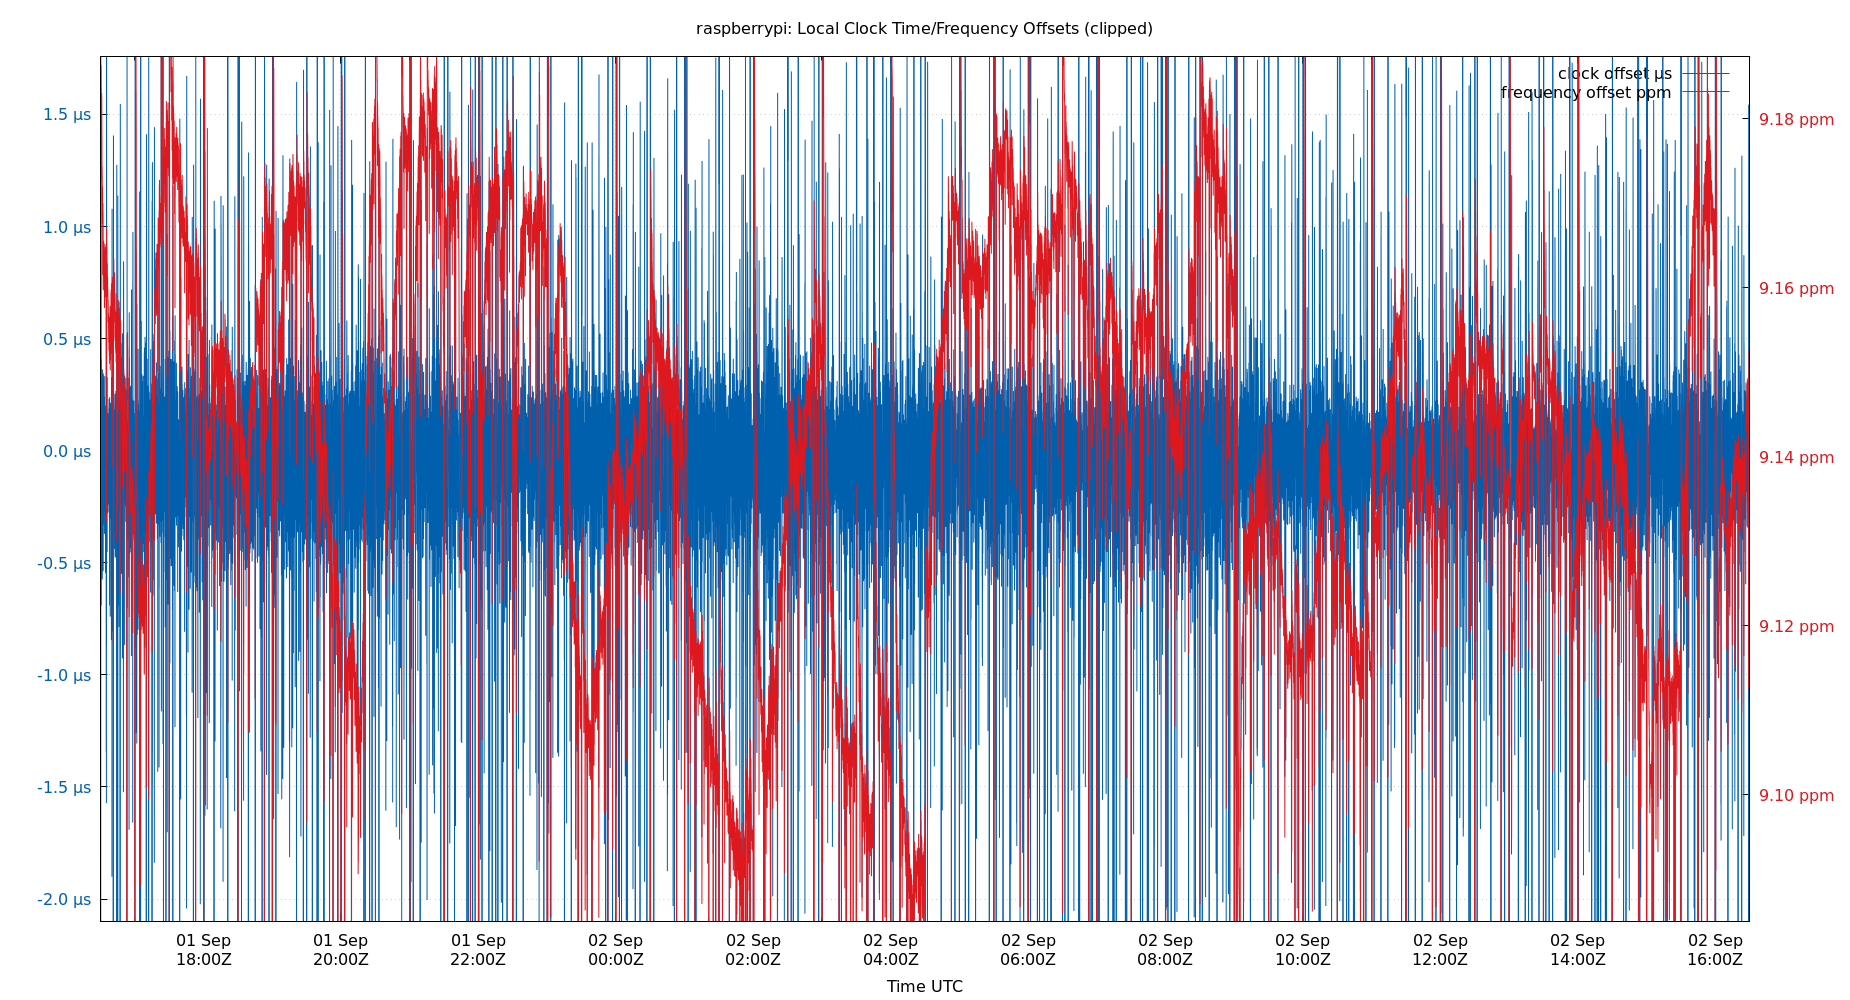 raspberrypi: Local Clock Time/Frequency Offsets (clipped)
clock offset µs
frequency offset ppm
1.5 µs
1.0 µs
0.5 µs
0.0 µs
-0.5 µs
-1.0 µs
-1.5 µs
-2.0 µs
9.18 ppm
9.16 ppm
9.14 ppm
9.12 ppm
9.10 ppm
01 Sep 01 Sep 01 Sep 02 Sep 02 Sep 02 Sep 02 Sep 02 Sep 02 Sep 02 Sep 02 Sep 02 Sep
18:00Z 20:00Z 22:00Z 00:00Z 02:00Z 04:00Z 06:00Z 08:00Z 10:00Z 12:00Z 14:00Z 16:00Z
Time UTC